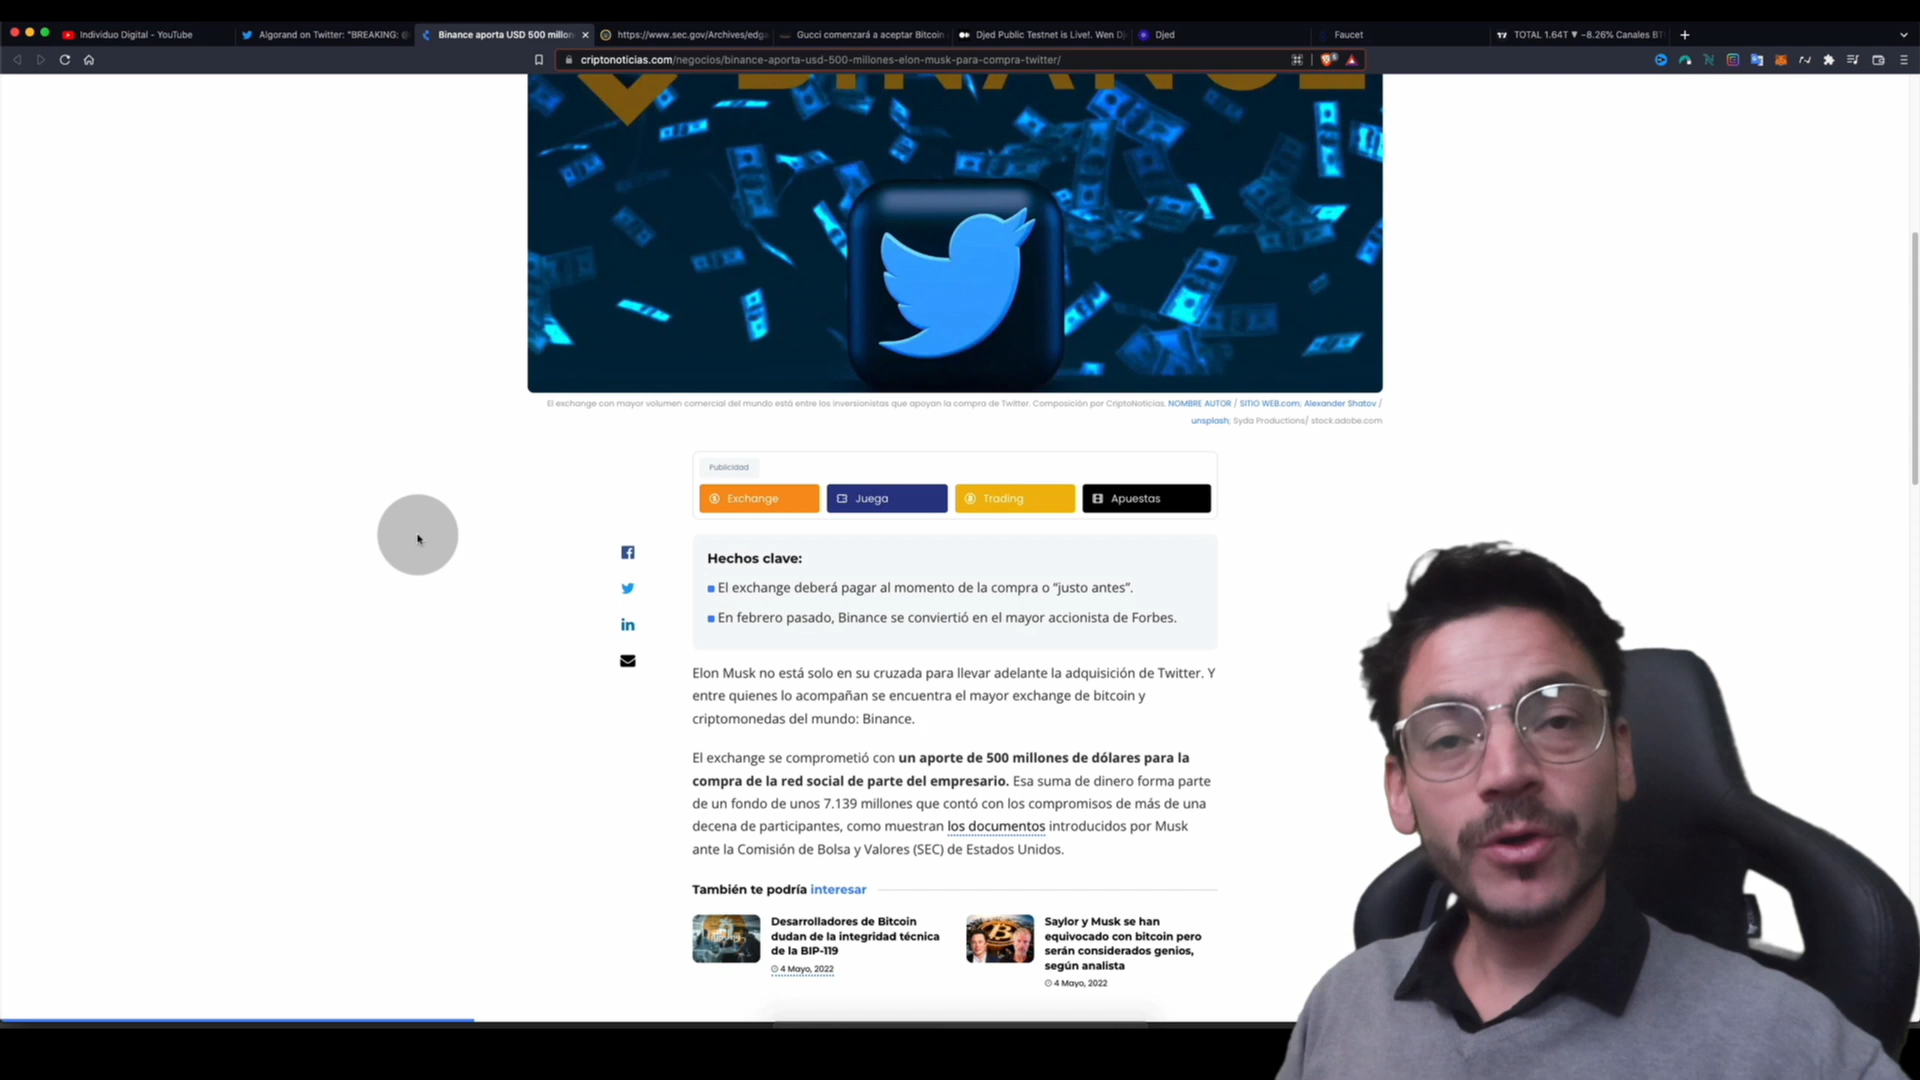 Individuo Digital - YouTube
Algorand on Twitter: "BREAKING: @
Binance aporta USD 500 millon
https://www.sec.gov/Archives/edga
Gucci comenzará a aceptar Bitcoin
Djed Public Testnet is Live!. Wen Dj
Djed
Faucet
TOTAL 1.64T ▼ −8.26% Canales BT
criptonoticias.com/negocios/binance-aporta-usd-500-millones-elon-musk-para-compra-twitter/
BINANCE
El exchange con mayor volumen comercial del mundo está entre los inversionistas que apoyan la compra de Twitter. Composición por CriptoNoticias. NOMBRE AUTOR / SITIO WEB.com, Alexander Shatov /
unsplash; Syda Productions/ stock.adobe.com
Publicidad
Exchange
Juega
Trading
Apuestas
Hechos clave:
El exchange deberá pagar al momento de la compra o “justo antes”.
En febrero pasado, Binance se convirtió en el mayor accionista de Forbes.
Elon Musk no está solo en su cruzada para llevar adelante la adquisición de Twitter. Y
entre quienes lo acompañan se encuentra el mayor exchange de bitcoin y
criptomonedas del mundo: Binance.
El exchange se comprometió con un aporte de 500 millones de dólares para la
compra de la red social de parte del empresario. Esa suma de dinero forma parte
de un fondo de unos 7.139 millones que contó con los compromisos de más de una
decena de participantes, como muestran los documentos introducidos por Musk
ante la Comisión de Bolsa y Valores (SEC) de Estados Unidos.
También te podría interesar
Desarrolladores de Bitcoin
dudan de la integridad técnica
de la BIP-119
4 Mayo, 2022
Saylor y Musk se han
equivocado con bitcoin pero
serán considerados genios,
según analista
4 Mayo, 2022